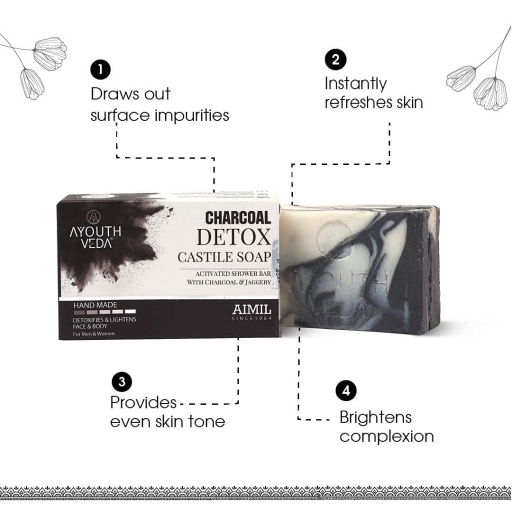 1
Draws out
surface impurities
2
Instantly
refreshes skin
AYOUTH
VEDA
CHARCOAL
DETOX
CASTILE SOAP
ACTIVATED SHOWER BAR
WITH CHARCOAL & JAGGERY
HAND MADE
DETOXIFIES & LIGHTENS
FACE & BODY
For Men & Women
AIMIL
SINCE 1984
3
Provides
even skin tone
4
Brightens
complexion